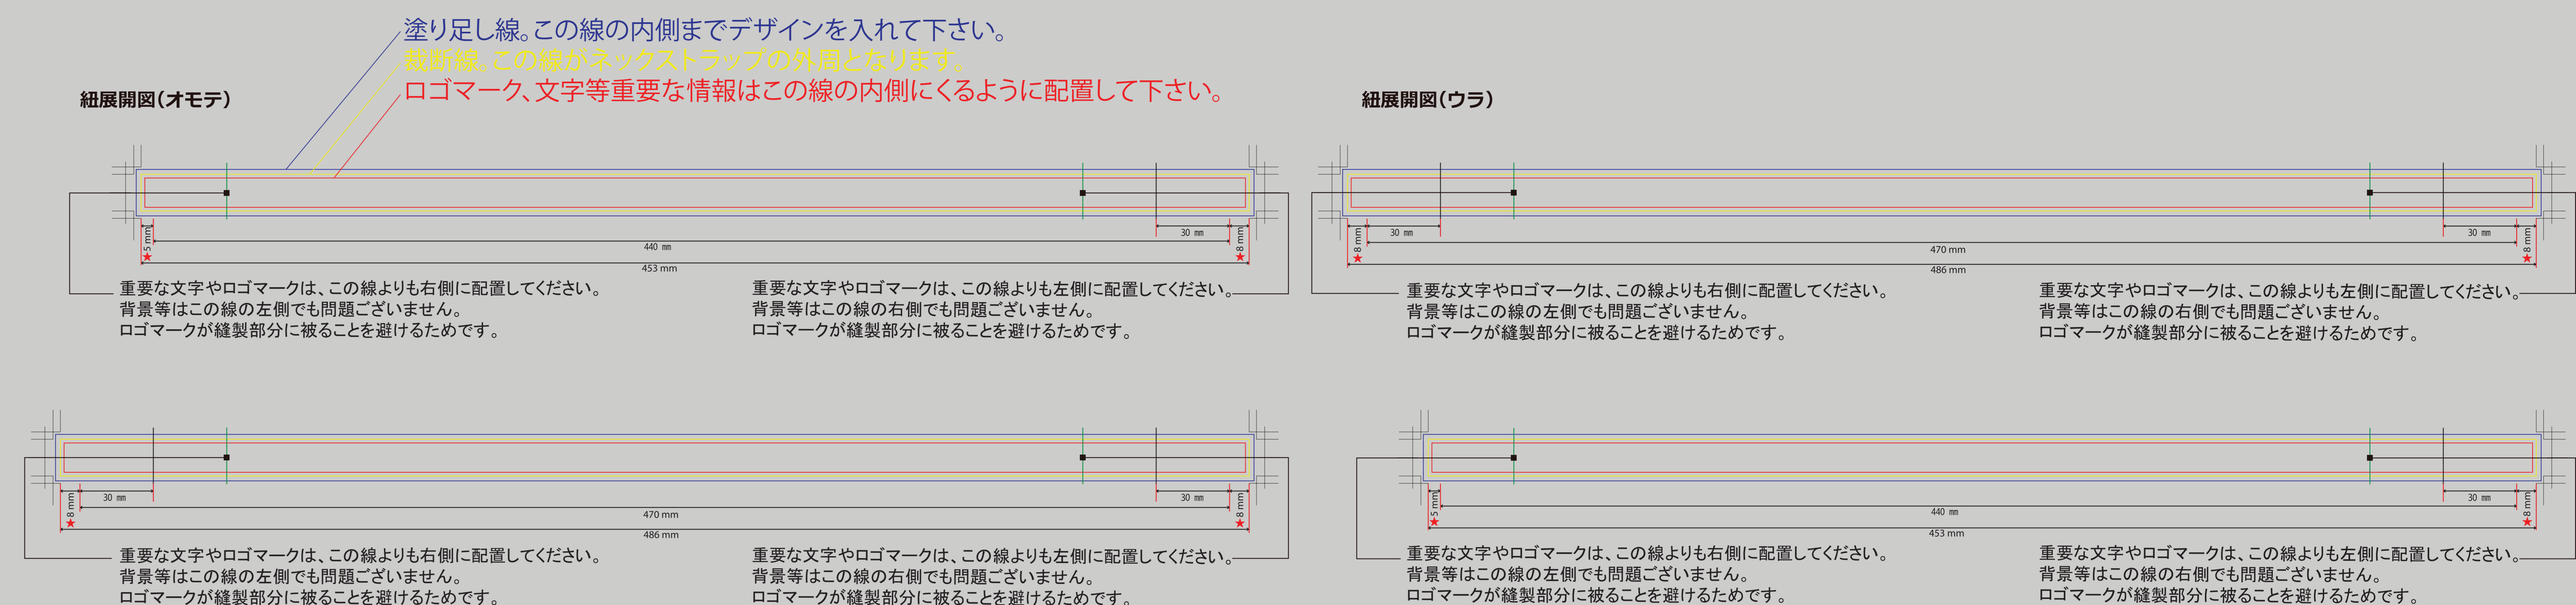 塗り足し線。この線の内側までデザインを入れて下さい。
裁断線。この線がネックストラップの外周となります。
ロゴマーク、文字等重要な情報はこの線の内側にくるように配置して下さい。
紐展開図(オモテ)
紐展開図(ウラ)
★5 mm
440 mm
30 mm
★8 mm
453 mm
重要な文字やロゴマークは、この線よりも右側に配置してください。
背景等はこの線の左側でも問題ございません。
ロゴマークが縫製部分に被ることを避けるためです。
重要な文字やロゴマークは、この線よりも左側に配置してください。
背景等はこの線の右側でも問題ございません。
ロゴマークが縫製部分に被ることを避けるためです。
★8 mm
30 mm
470 mm
30 mm
★8 mm
486 mm
重要な文字やロゴマークは、この線よりも右側に配置してください。
背景等はこの線の左側でも問題ございません。
ロゴマークが縫製部分に被ることを避けるためです。
重要な文字やロゴマークは、この線よりも左側に配置してください。
背景等はこの線の右側でも問題ございません。
ロゴマークが縫製部分に被ることを避けるためです。
★8 mm
30 mm
470 mm
30 mm
★8 mm
486 mm
重要な文字やロゴマークは、この線よりも右側に配置してください。
背景等はこの線の左側でも問題ございません。
ロゴマークが縫製部分に被ることを避けるためです。
重要な文字やロゴマークは、この線よりも左側に配置してください。
背景等はこの線の右側でも問題ございません。
ロゴマークが縫製部分に被ることを避けるためです。
★5 mm
440 mm
30 mm
★8 mm
453 mm
重要な文字やロゴマークは、この線よりも右側に配置してください。
背景等はこの線の左側でも問題ございません。
ロゴマークが縫製部分に被ることを避けるためです。
重要な文字やロゴマークは、この線よりも左側に配置してください。
背景等はこの線の右側でも問題ございません。
ロゴマークが縫製部分に被ることを避けるためです。